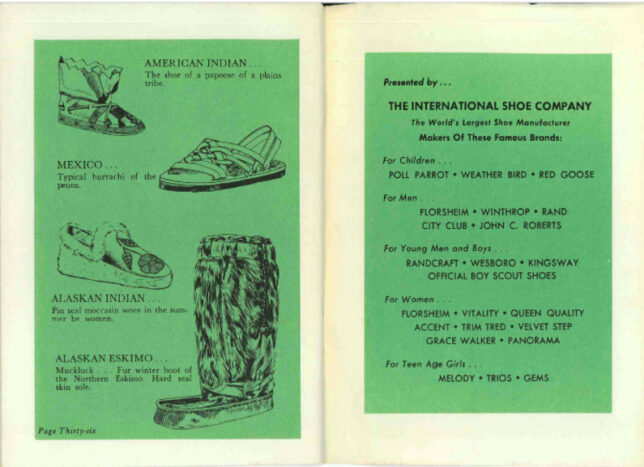 AMERICAN INDIAN . . .
The shoe of a papoose of a plains
tribe.
MEXICO . . .
Typical hurrachi of the
peons.
ALASKAN INDIAN . . .
Pin seal moccasin worn in the sum-
mer by women.
ALASKAN ESKIMO . . .
Muckluck . . . For winter boot of
the Northern Eskimo. Hard seal
skin sole.
Page Thirty-six
Presented by . . .
THE INTERNATIONAL SHOE COMPANY
The World's Largest Shoe Manufacturer
Makers Of These Famous Brands:
For Children . . .
POLL PARROT • WEATHER BIRD • RED GOOSE
For Men . . .
FLORSHEIM • WINTHROP • RAND
CITY CLUB • JOHN C. ROBERTS
For Young Men and Boys . . .
RANDCRAFT • WESBORO • KINGSWAY
OFFICIAL BOY SCOUT SHOES
For Women . . .
FLORSHEIM • VITALITY • QUEEN QUALITY
ACCENT • TRIM TRED • VELVET STEP
GRACE WALKER • PANORAMA
For Teen Age Girls . . .
MELODY • TRIOS • GEMS